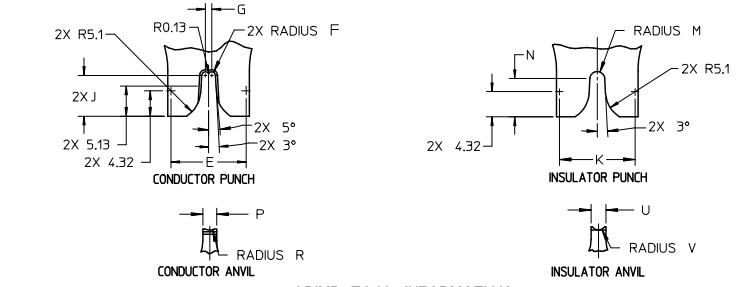 G
R0.13
2X RADIUS F
2X R5.1
2X J
2X 5.13
2X 4.32
2X 5°
2X 3°
E
CONDUCTOR PUNCH
RADIUS M
N
2X R5.1
2X 3°
2X 4.32
K
INSULATOR PUNCH
P
RADIUS R
CONDUCTOR ANVIL
U
RADIUS V
INSULATOR ANVIL